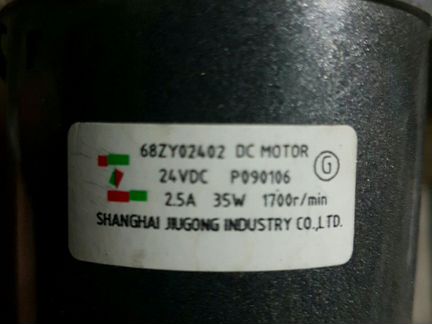 68ZY02402 DC MOTOR
24VDC P090106 G
2.5A 35W 1700r/min
SHANGHAI JIUGONG INDUSTRY CO.,LTD.